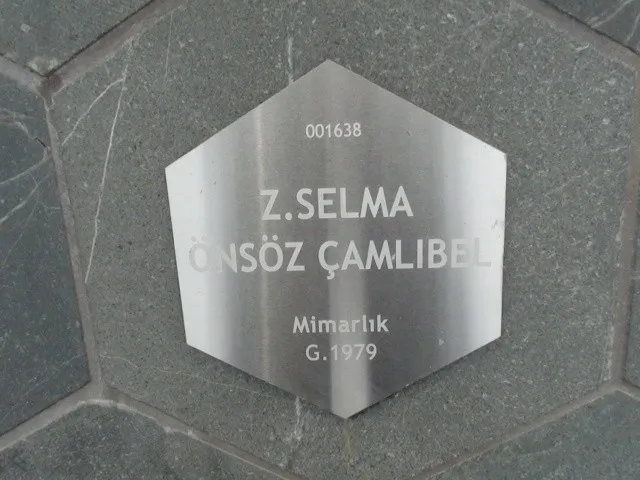 001638
Z.SELMA
ÖNSÖZ ÇAMLIBEL
Mimarlık
G.1979